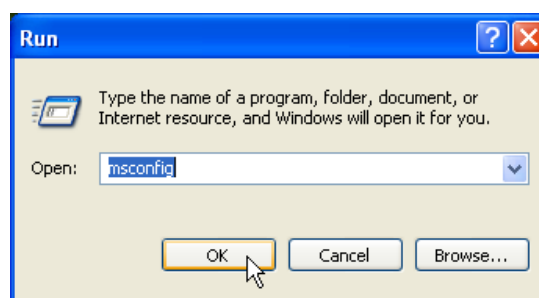 Run
Type the name of a program, folder, document, or
Internet resource, and Windows will open it for you.
Open:
msconfig
OK
Cancel
Browse...